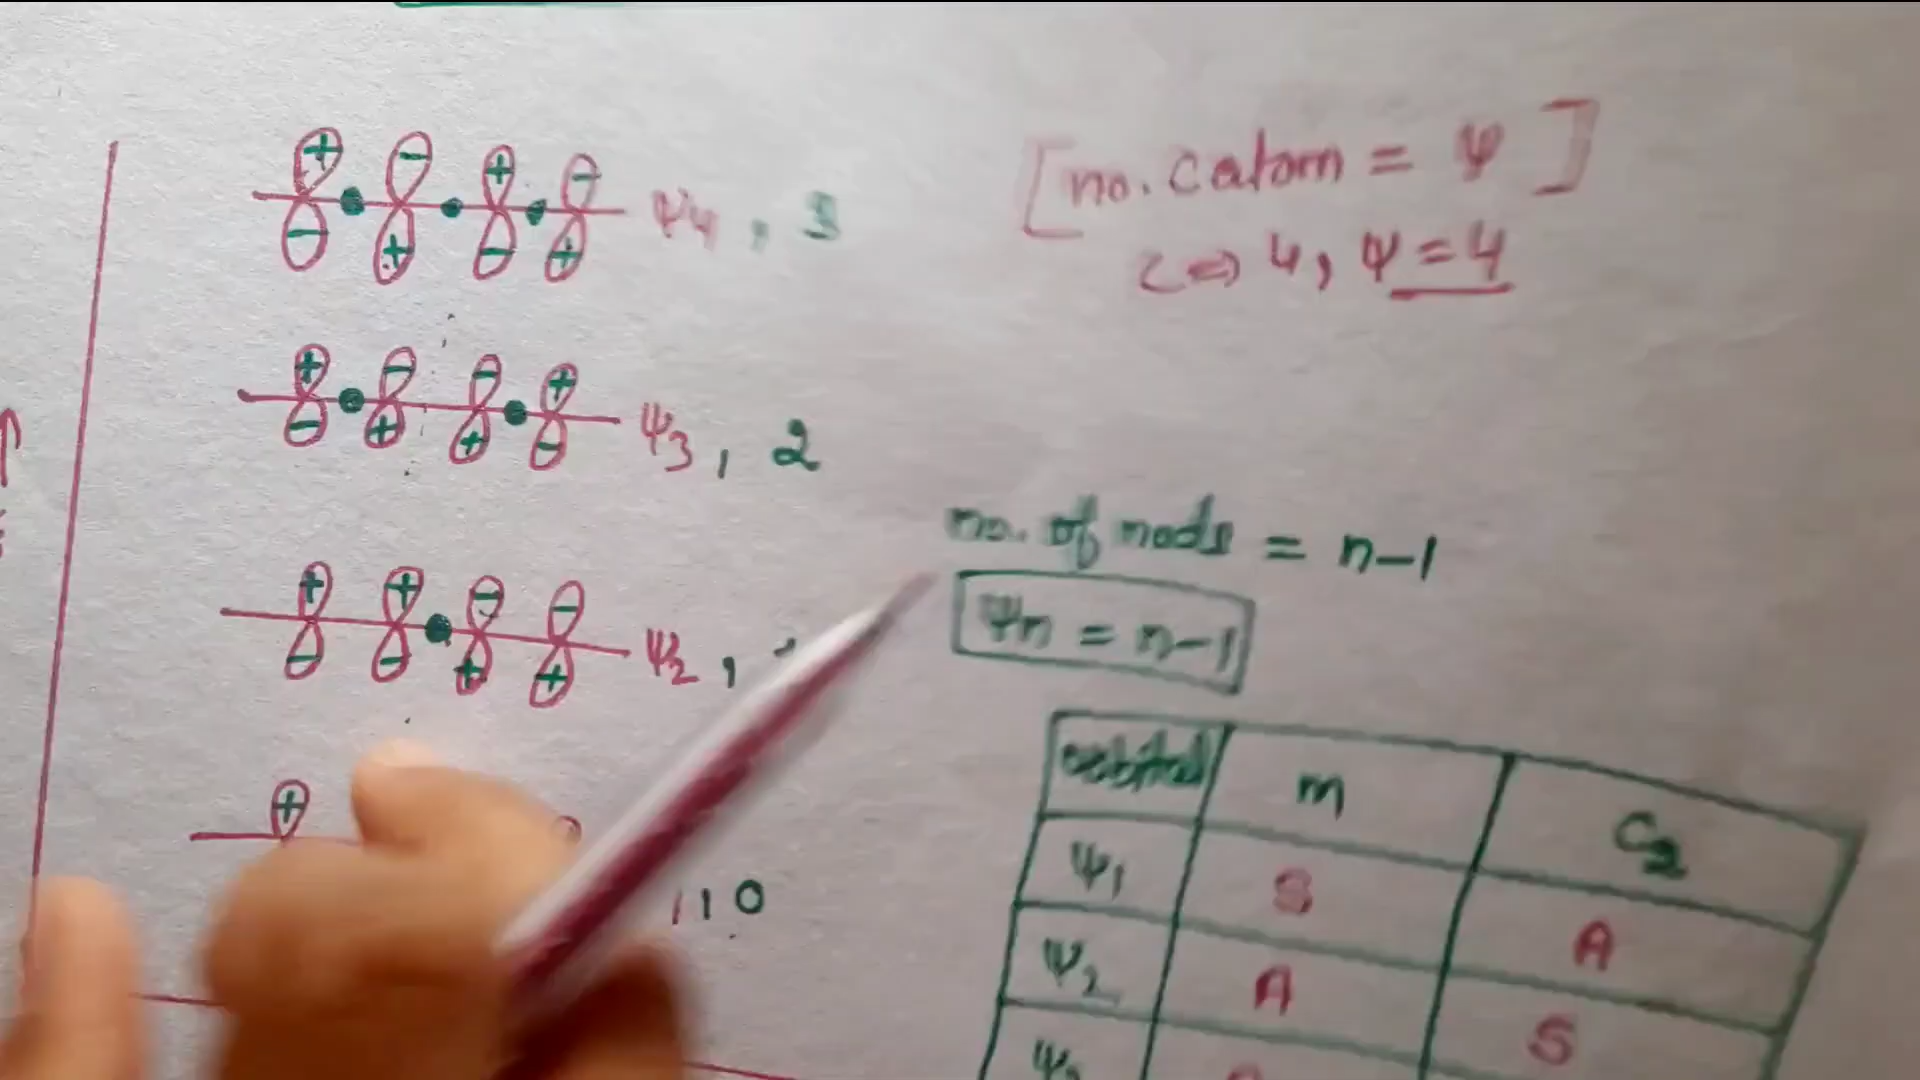 + - + -
- + - +
ψ4, 3
+ - - +
- + + -
ψ3, 2
+ + - -
- - + +
ψ2,
+
0
[no. c atom = ψ]
4, ψ = 4
no. of nods = n-1
ψn = n-1
orbital m C2
ψ1 S A
ψ2 A S